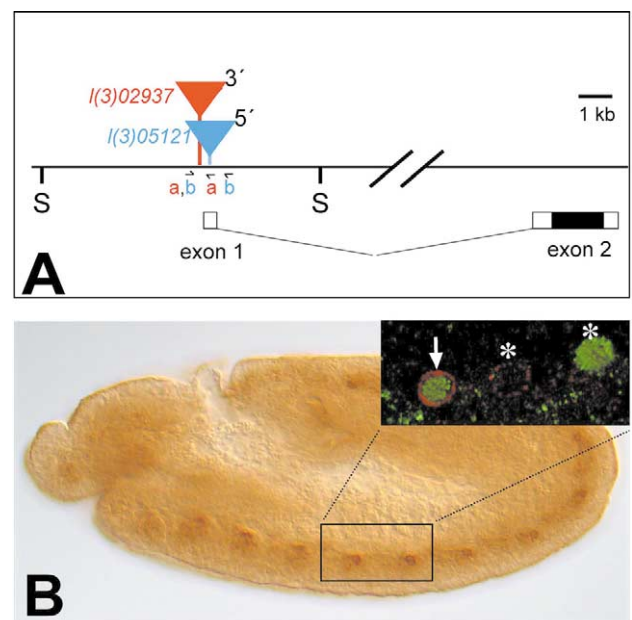 3´
l(3)02937
5´
l(3)05121
1 kb
S
a,b a b
S
exon 1
exon 2
A
*
*
B